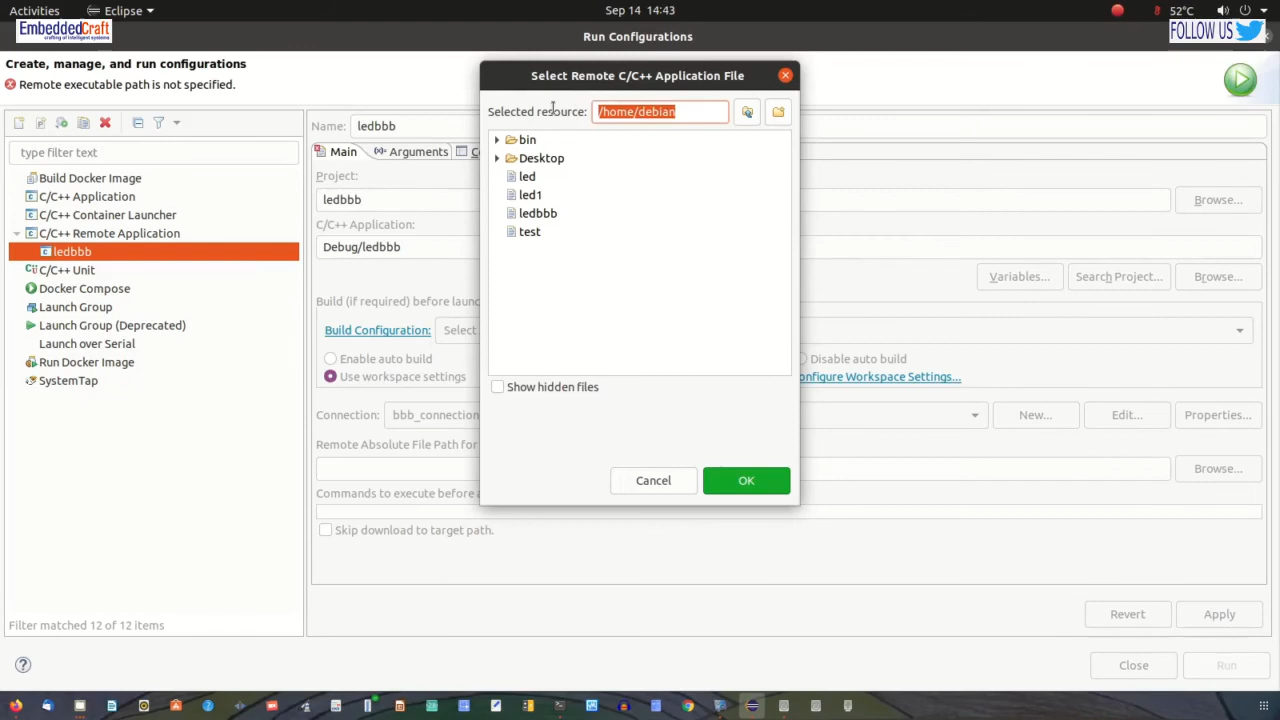 Activities
Eclipse
Sep 14 14:43
52°C
EmbeddedCraft
crafting of intelligent systems
Run Configurations
FOLLOW US
Create, manage, and run configurations
Remote executable path is not specified.
type filter text
Build Docker Image
C/C++ Application
C/C++ Container Launcher
C/C++ Remote Application
ledbbb
C/C++ Unit
Docker Compose
Launch Group
Launch Group (Deprecated)
Launch over Serial
Run Docker Image
SystemTap
Filter matched 12 of 12 items
Name: ledbbb
Main
Arguments
Project:
ledbbb
Browse...
C/C++ Application:
Debug/ledbbb
Variables...
Search Project...
Browse...
Build (if required) before launc
Build Configuration:
Select
Enable auto build
Disable auto build
Use workspace settings
onfigure Workspace Settings...
Connection: bbb_connection
New...
Edit...
Properties...
Remote Absolute File Path for
Browse...
Commands to execute before a
Skip download to target path.
Revert
Apply
Close
Run
Select Remote C/C++ Application File
Selected resource: /home/debian
bin
Desktop
led
led1
ledbbb
test
Show hidden files
Cancel
OK